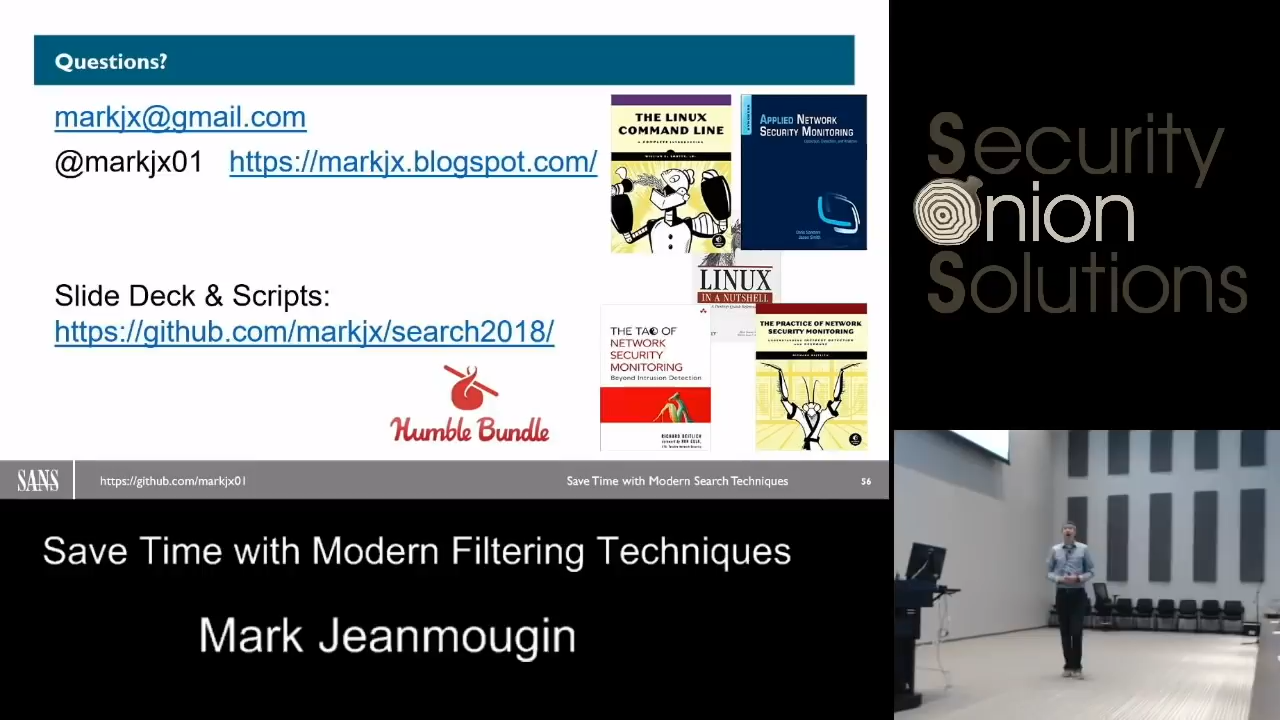 Questions?
markjx@gmail.com
@markjx01 https://markjx.blogspot.com/
Slide Deck & Scripts:
https://github.com/markjx/search2018/
Humble Bundle
THE LINUX
COMMAND LINE
APPLIED NETWORK
SECURITY MONITORING
LINUX
IN A NUTSHELL
THE TAO OF
NETWORK
SECURITY
MONITORING
Beyond Intrusion Detection
RICHARD BEJTLICH
THE PRACTICE OF NETWORK
SECURITY MONITORING
SANS
https://github.com/markjx01
Save Time with Modern Search Techniques
56
Save Time with Modern Filtering Techniques
Mark Jeanmougin
Security
Onion
Solutions